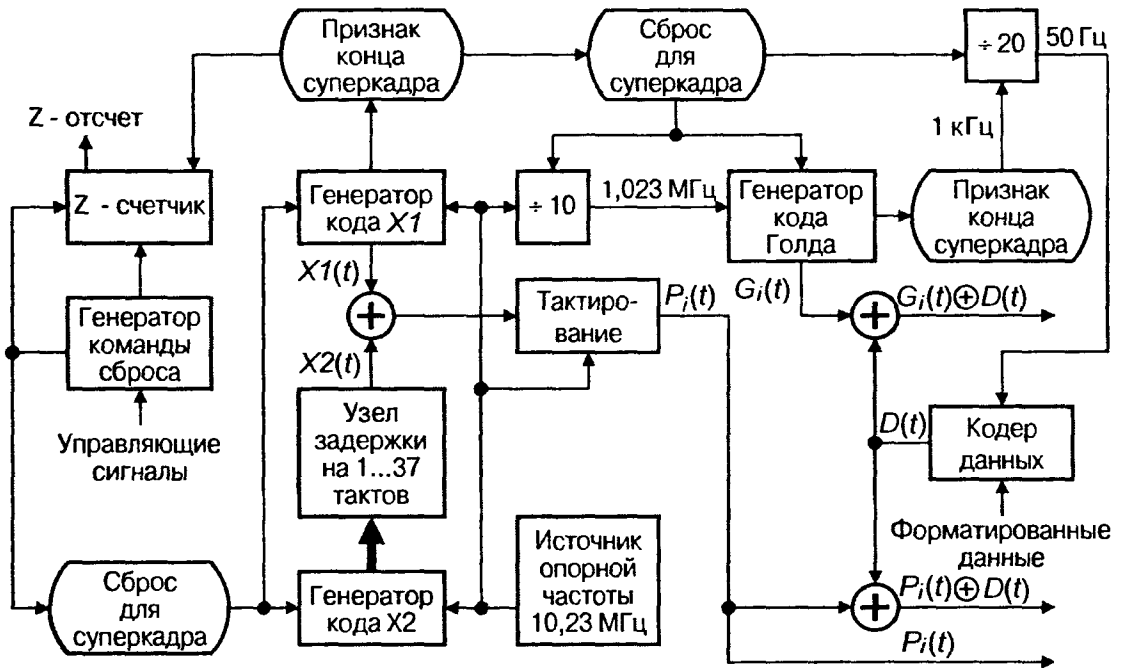 Признак
конца
суперкадра
Сброс
для
суперкадра
÷ 20
50 Гц
1 кГц
Z - отсчет
Z - счетчик
Генератор
кода X1
÷ 10
1,023 МГц
Генератор
кода
Голда
Признак
конца
суперкадра
X1(t)
Тактиро-
вание
Pi(t)
Gi(t)
Gi(t)⊕D(t)
Генератор
команды
сброса
X2(t)
Управляющие
сигналы
Узел
задержки
на 1...37
тактов
D(t)
Кодер
данных
Форматированные
данные
Сброс
для
суперкадра
Генератор
кода X2
Источник
опорной
частоты
10,23 МГц
Pi(t)⊕D(t)
Pi(t)